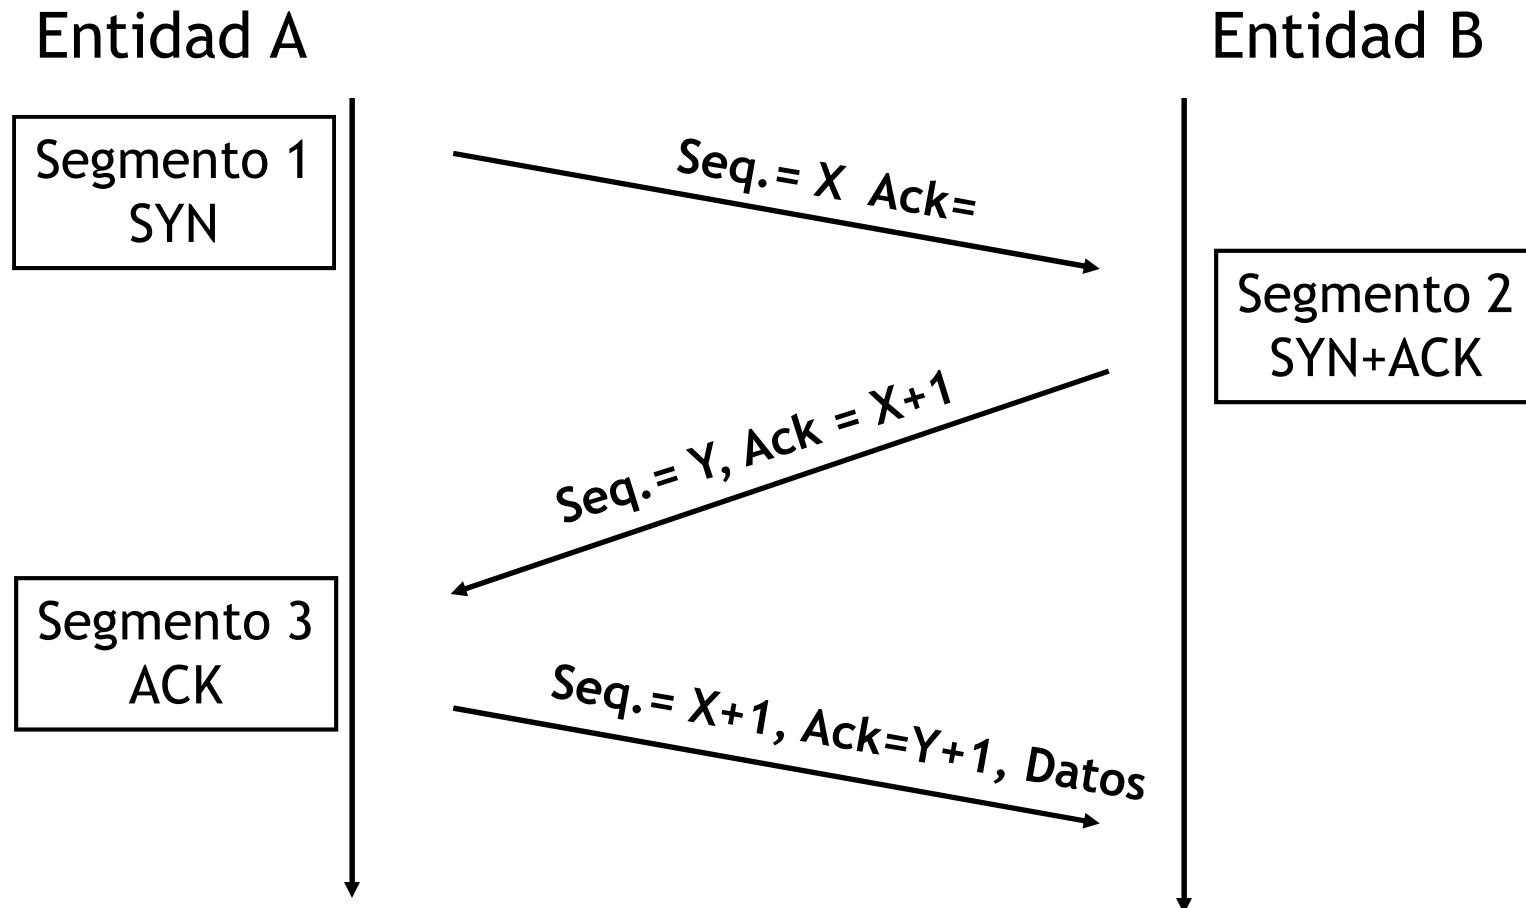 Entidad A
Entidad B
Segmento 1
SYN
Seq.= X  Ack=
Segmento 2
SYN+ACK
Seq.= Y, Ack = X+1
Segmento 3
ACK
Seq.= X+1, Ack=Y+1, Datos